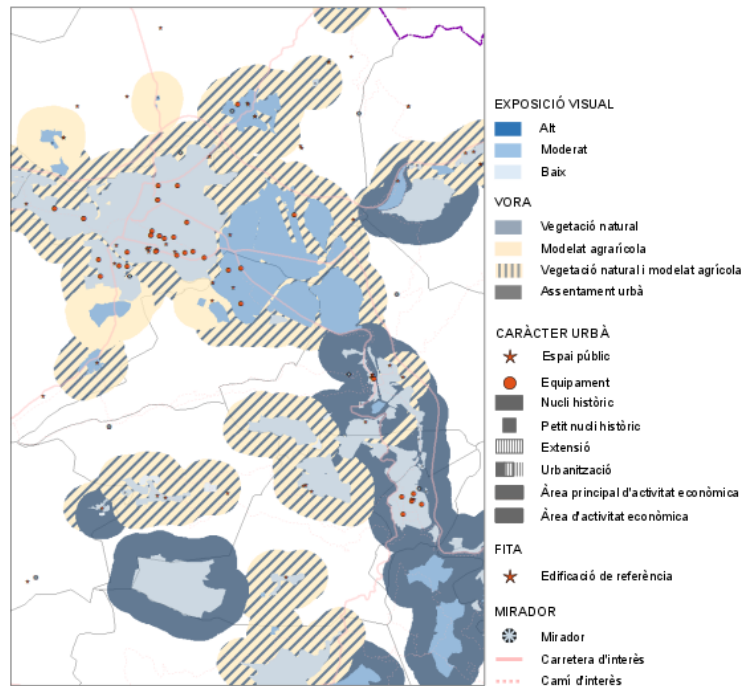 EXPOSICIÓ VISUAL
Alt
Moderat
Baix
VORA
Vegetació natural
Modelat agrarícola
Vegetació natural i modelat agrícola
Assentament urbà
CARÀCTER URBÀ
Espai públic
Equipament
Nucli històric
Petit nucli històric
Extensió
Urbanització
Àrea principal d'activitat econòmica
Àrea d'activitat econòmica
FITA
Edificació de referència
MIRADOR
Mirador
Carretera d'interès
Camí d'interès